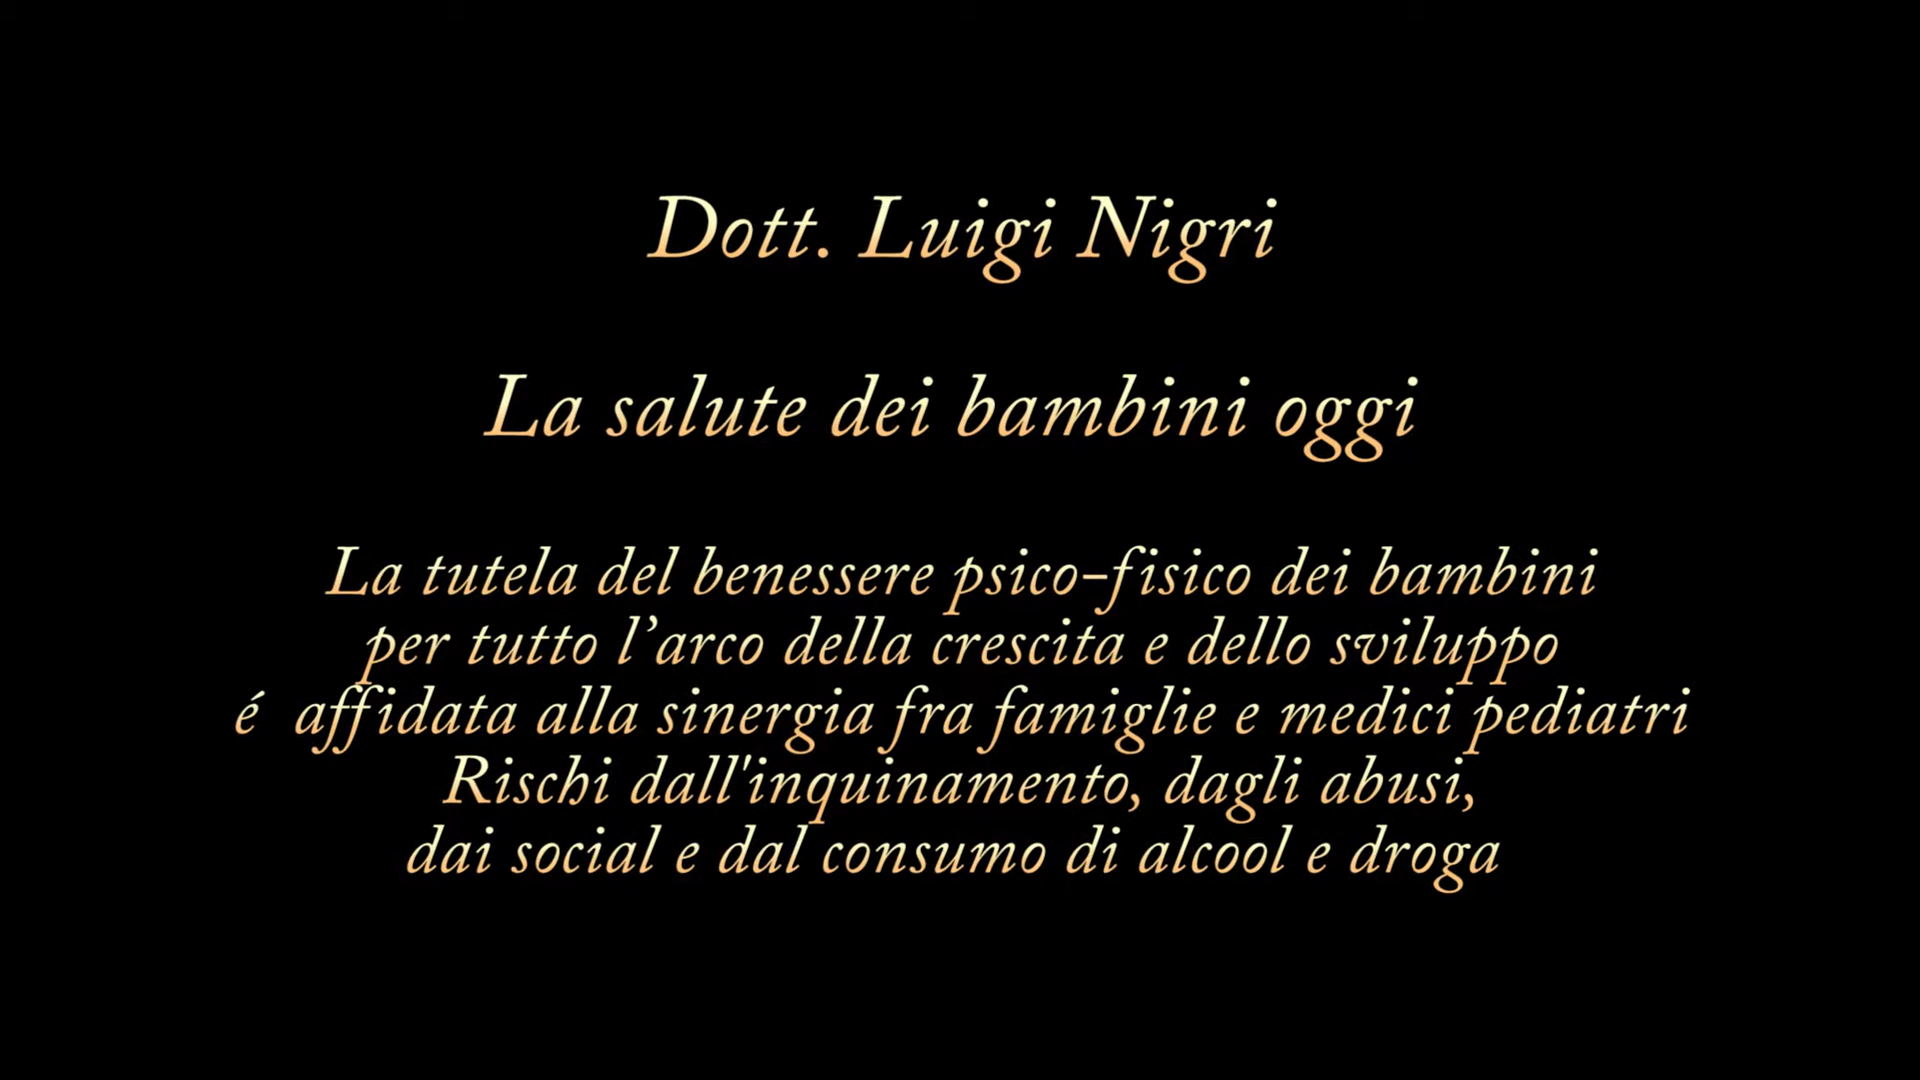 Dott. Luigi Nigri
La salute dei bambini oggi
La tutela del benessere psico-fisico dei bambini
per tutto l’arco della crescita e dello sviluppo
é  affidata alla sinergia fra famiglie e medici pediatri
Rischi dall'inquinamento, dagli abusi,
dai social e dal consumo di alcool e droga